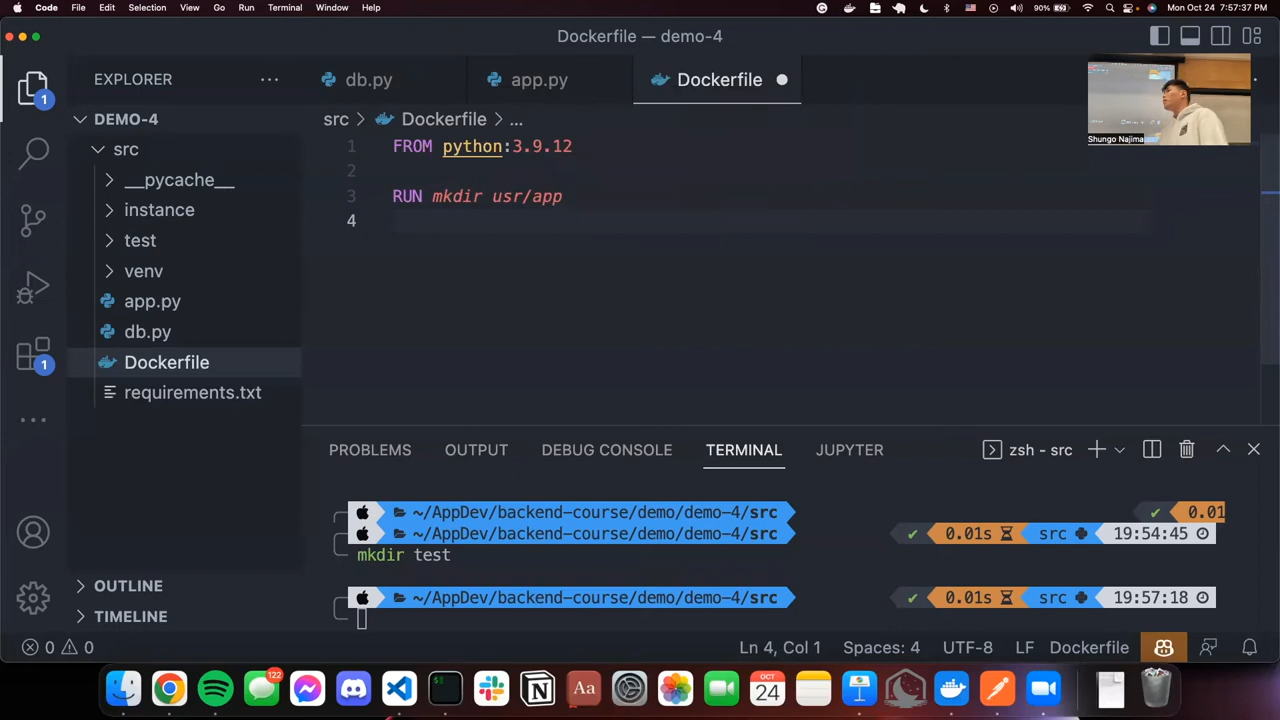 Code File Edit Selection View Go Run Terminal Window Help 90% Mon Oct 24 7:57:37 PM
Dockerfile — demo-4
EXPLORER ···
db.py
app.py
Dockerfile
DEMO-4
src
__pycache__
instance
test
venv
app.py
db.py
Dockerfile
requirements.txt
OUTLINE
TIMELINE
1
1
src > Dockerfile > ...
1 FROM python:3.9.12
2
3 RUN mkdir usr/app
4
Shungo Najima
PROBLEMS OUTPUT DEBUG CONSOLE TERMINAL JUPYTER zsh - src
~/AppDev/backend-course/demo/demo-4/src ✔ 0.01
~/AppDev/backend-course/demo/demo-4/src ✔ 0.01s src 19:54:45
mkdir test
~/AppDev/backend-course/demo/demo-4/src ✔ 0.01s src 19:57:18
0 0 Ln 4, Col 1 Spaces: 4 UTF-8 LF Dockerfile
122
Aa
OCT
24